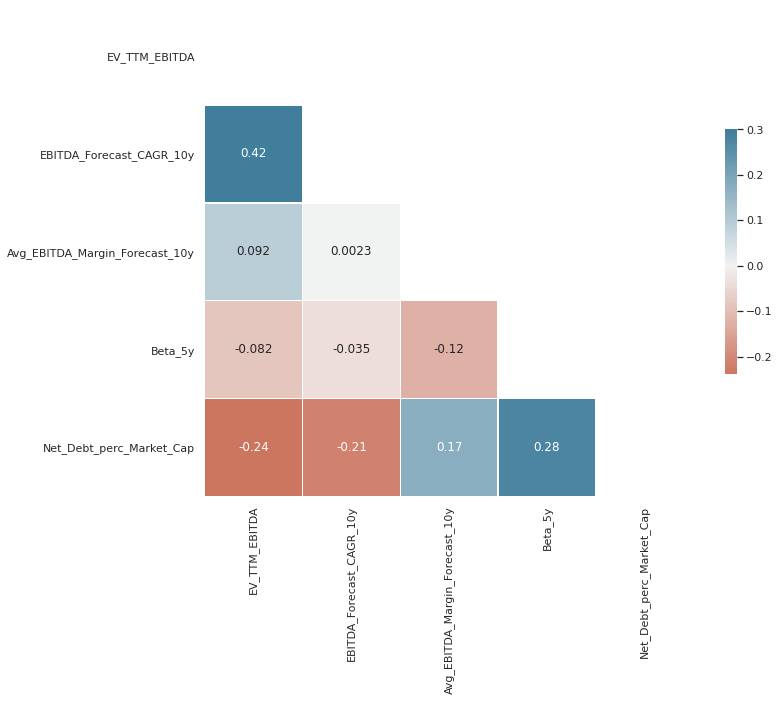 EV_TTM_EBITDA
EBITDA_Forecast_CAGR_10y
0.42
Avg_EBITDA_Margin_Forecast_10y
0.092
0.0023
Beta_5y
-0.082
-0.035
-0.12
Net_Debt_perc_Market_Cap
-0.24
-0.21
0.17
0.28
EV_TTM_EBITDA
EBITDA_Forecast_CAGR_10y
Avg_EBITDA_Margin_Forecast_10y
Beta_5y
Net_Debt_perc_Market_Cap
0.3
0.2
0.1
0.0
−0.1
−0.2